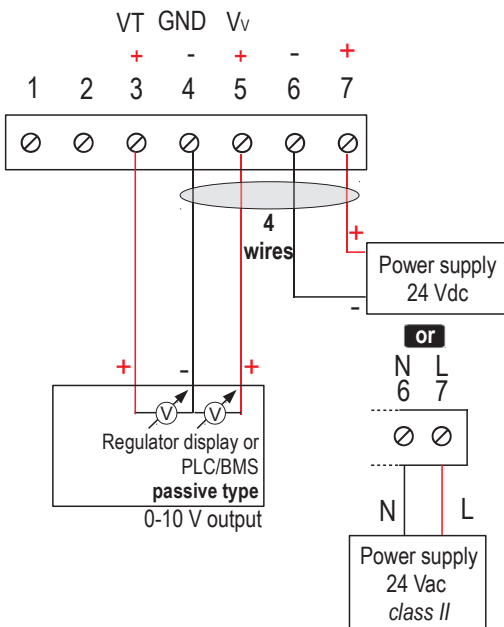 VT GND Vv
+ - + - +
1 2 3 4 5 6 7
4
wires
+
Power supply
24 Vdc
-
or
N L
6 7
+ - +
V V
Regulator display or
PLC/BMS
passive type
0-10 V output
N L
Power supply
24 Vac
class II